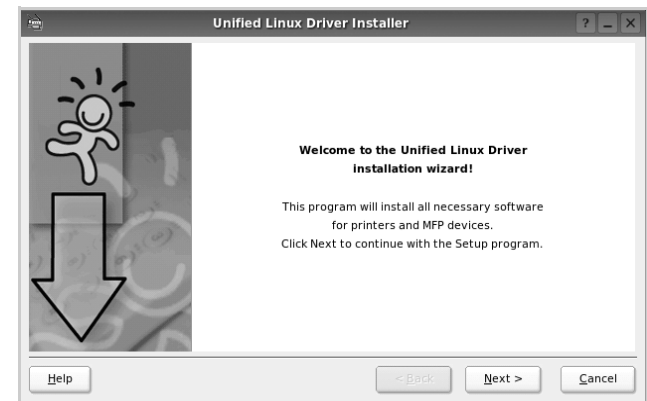 Unified Linux Driver Installer
Welcome to the Unified Linux Driver
installation wizard!
This program will install all necessary software
for printers and MFP devices.
Click Next to continue with the Setup program.
Help
< Back
Next >
Cancel